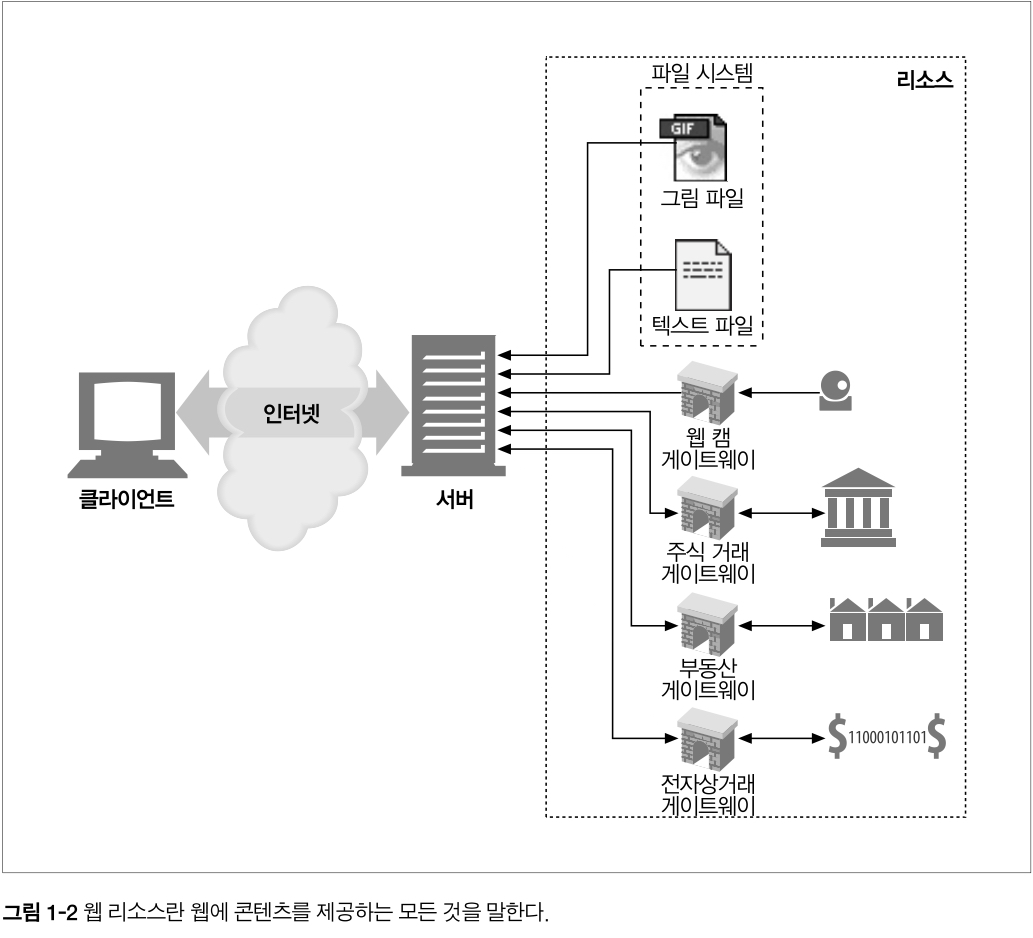 파일 시스템
리소스
GIF
그림 파일
텍스트 파일
인터넷
클라이언트
서버
웹 캠
게이트웨이
주식 거래
게이트웨이
부동산
게이트웨이
$11000101101$
전자상거래
게이트웨이
그림 1-2 웹 리소스란 웹에 콘텐츠를 제공하는 모든 것을 말한다.